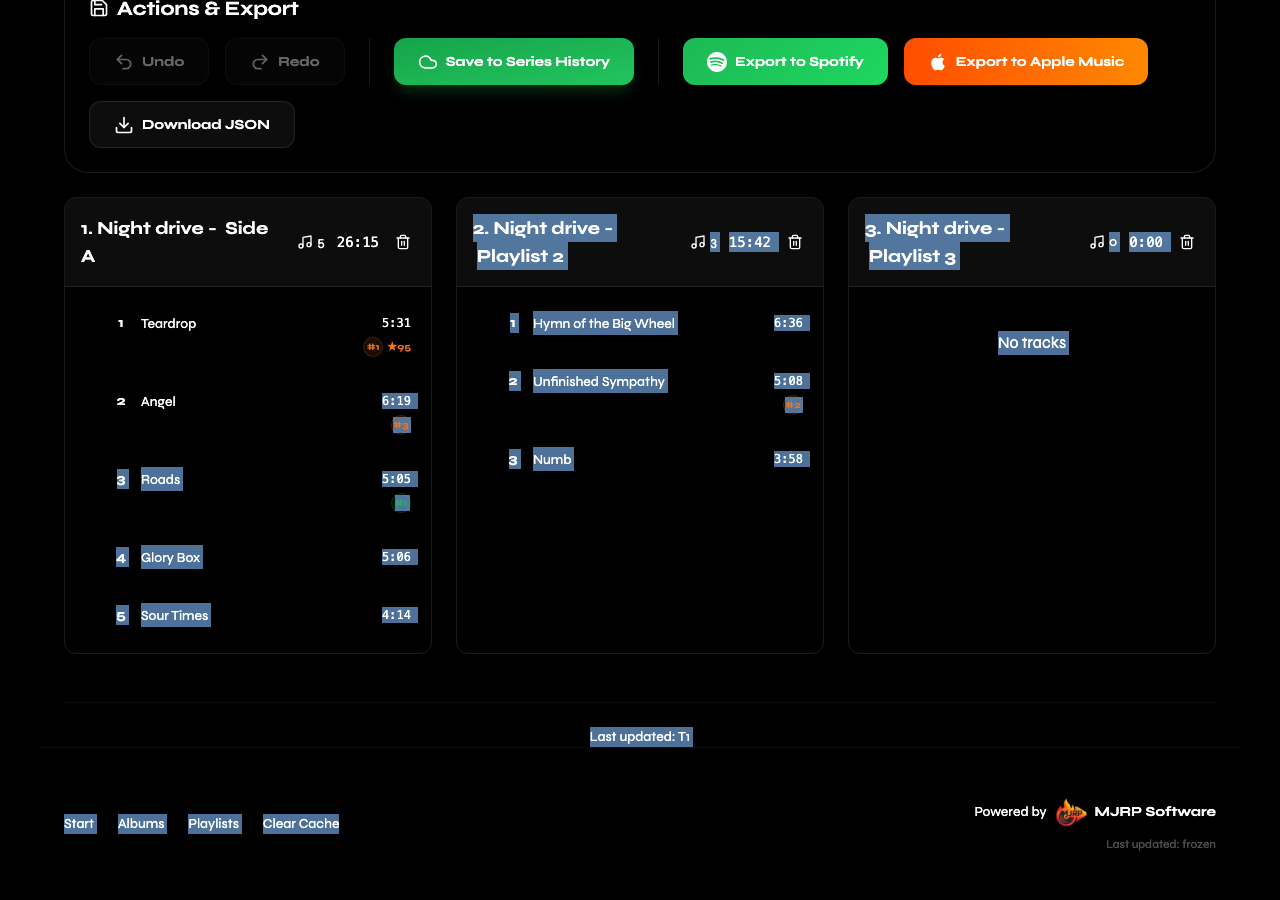 Actions & Export
Undo
Redo
Save to Series History
Export to Spotify
Export to Apple Music
Download JSON
1. Night drive - Side
A
5 26:15
1 Teardrop 5:31
#1 ★95
2 Angel 6:19
#3
3 Roads 5:05
#1
4 Glory Box 5:06
5 Sour Times 4:14
2. Night drive -
Playlist 2
3 15:42
1 Hymn of the Big Wheel 6:36
2 Unfinished Sympathy 5:08
#2
3 Numb 3:58
3. Night drive -
Playlist 3
0 0:00
No tracks
Last updated: T1
Start Albums Playlists Clear Cache
Powered by MJRP MJRP Software
Last updated: frozen